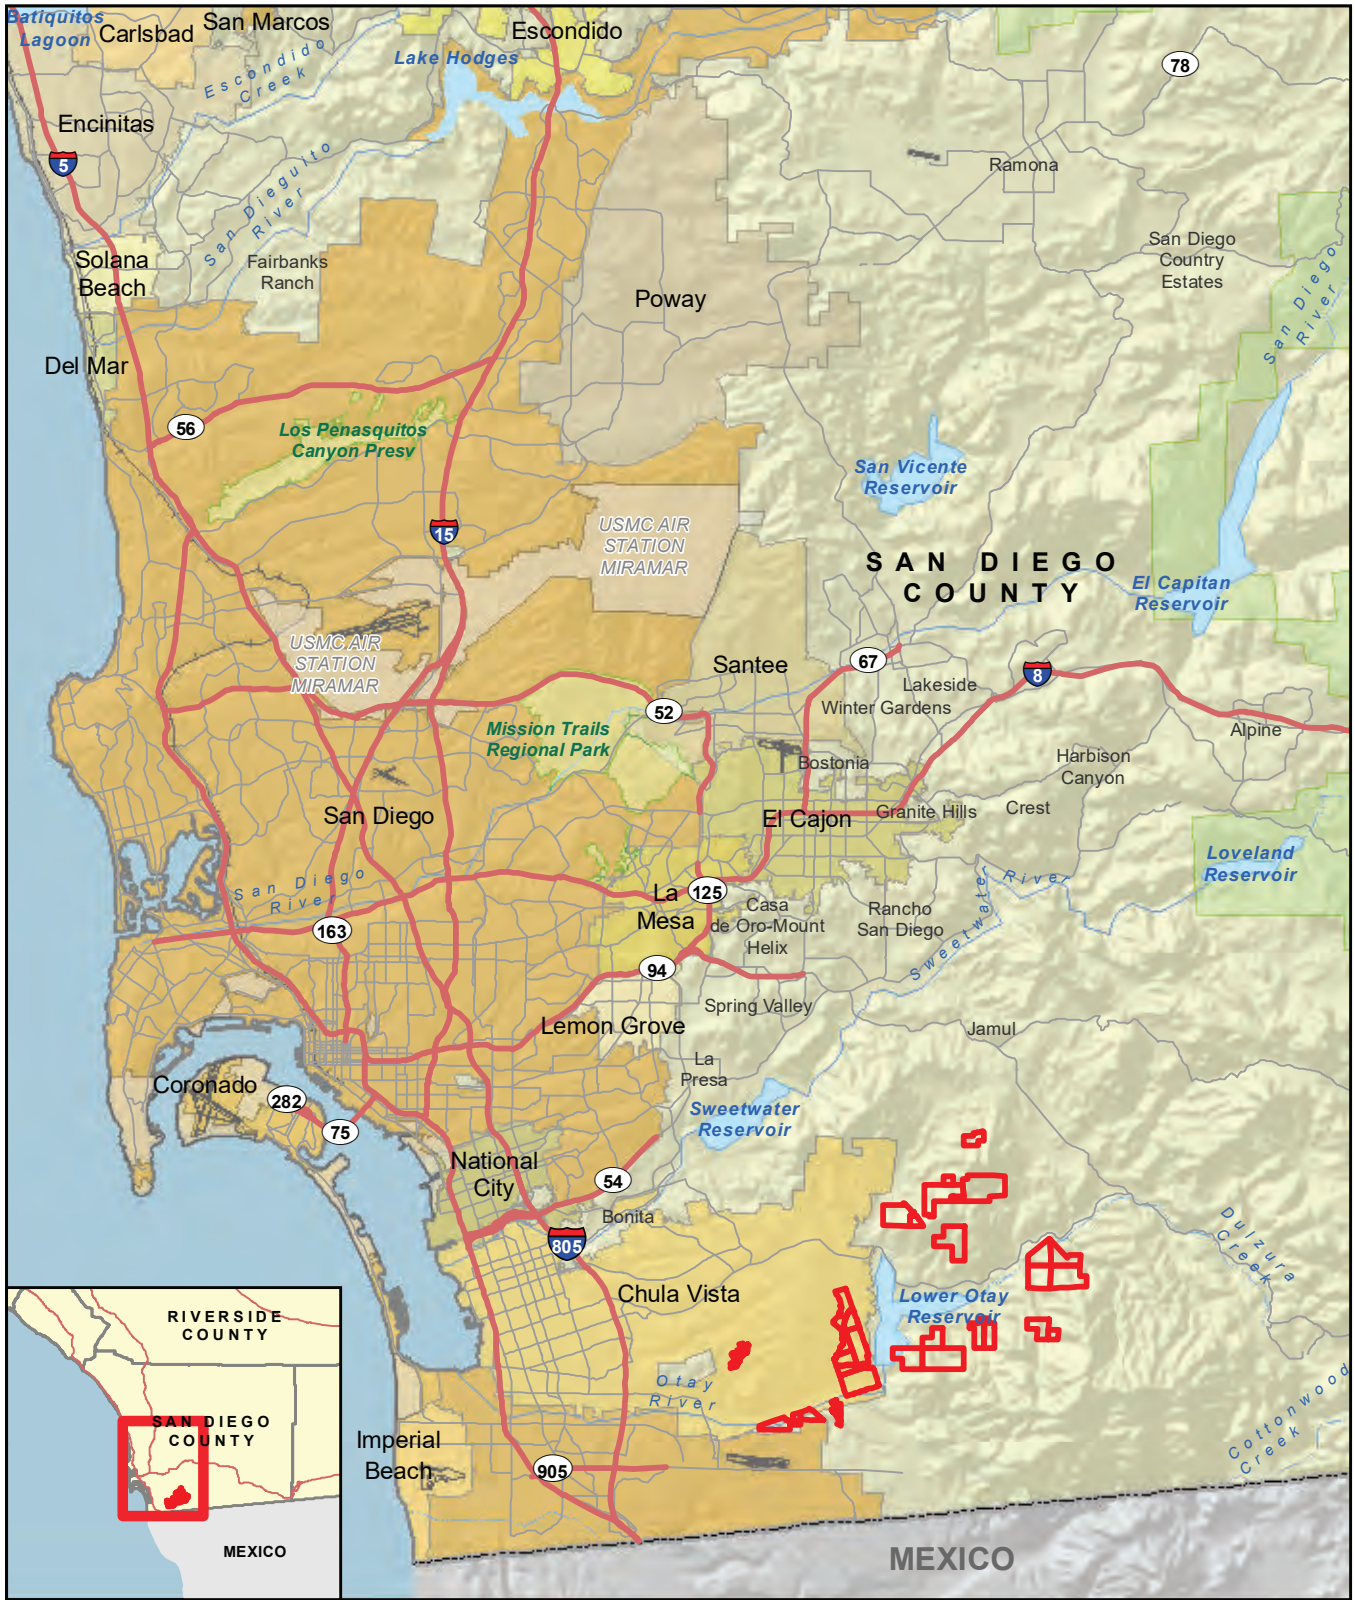 Batiquitos
Lagoon
Carlsbad
San Marcos
Escondido
Escondido
Creek
Lake Hodges
78
Encinitas
5
San Dieguito
River
Ramona
Solana
Beach
Fairbanks
Ranch
San Diego
Country
Estates
San Diego
River
Poway
Del Mar
56
Los Penasquitos
Canyon Presv
San Vicente
Reservoir
15
USMC AIR
STATION
MIRAMAR
SAN DIEGO
COUNTY
El Capitan
Reservoir
USMC AIR
STATION
MIRAMAR
Santee
67
8
Lakeside
Winter Gardens
52
Mission Trails
Regional Park
Alpine
Bostonia
Harbison
Canyon
San Diego
El Cajon
Granite Hills
Crest
Loveland
Reservoir
San Diego
River
La
Mesa
125
Casa
de Oro-Mount
Helix
Rancho
San Diego
Sweetwater
River
163
94
Spring Valley
Lemon Grove
Jamul
La
Presa
Coronado
282
75
Sweetwater
Reservoir
National
City
54
Bonita
805
Dulzura
Creek
Chula Vista
Lower Otay
Reservoir
Otay
River
Imperial
Beach
905
Cottonwood
Creek
MEXICO
RIVERSIDE
COUNTY
SAN DIEGO
COUNTY
MEXICO